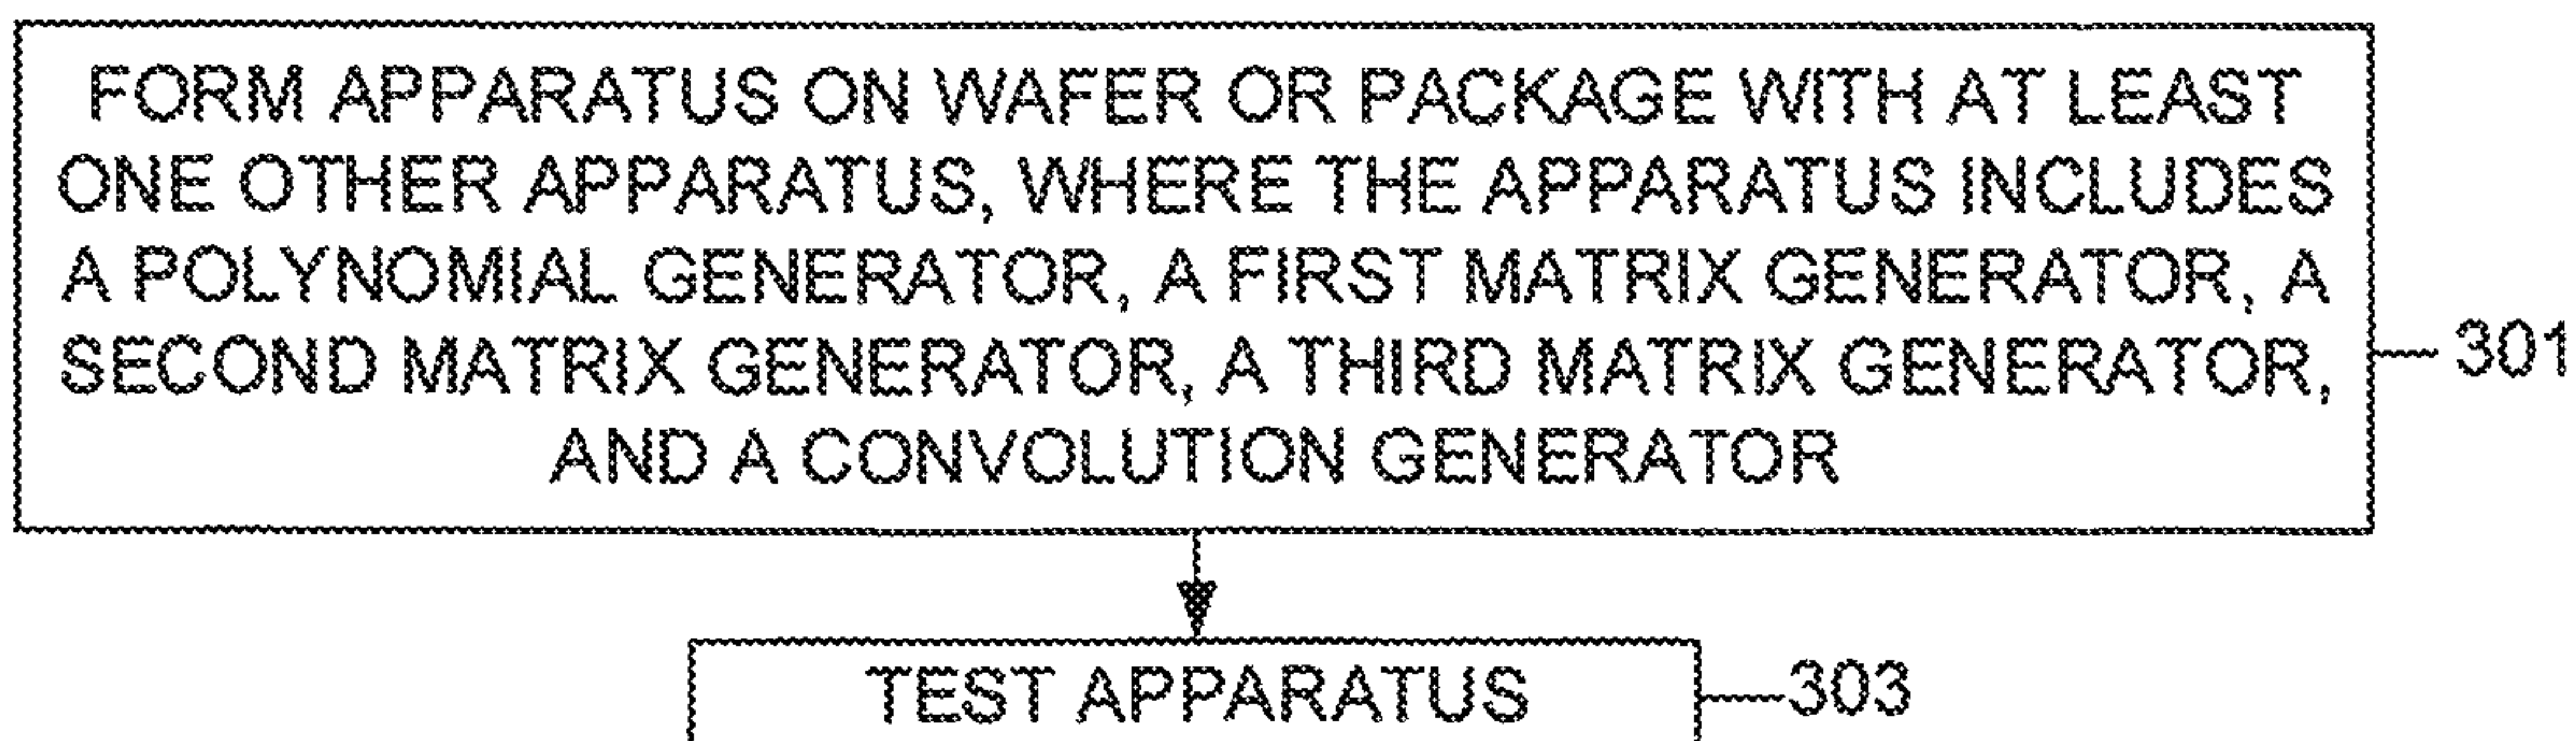 FORM APPARATUS ON WAFER OR PACKAGE WITH AT LEAST
ONE OTHER APPARATUS, WHERE THE APPARATUS INCLUDES
A POLYNOMIAL GENERATOR, A FIRST MATRIX GENERATOR, A
SECOND MATRIX GENERATOR, A THIRD MATRIX GENERATOR,
AND A CONVOLUTION GENERATOR
301
TEST APPARATUS
303